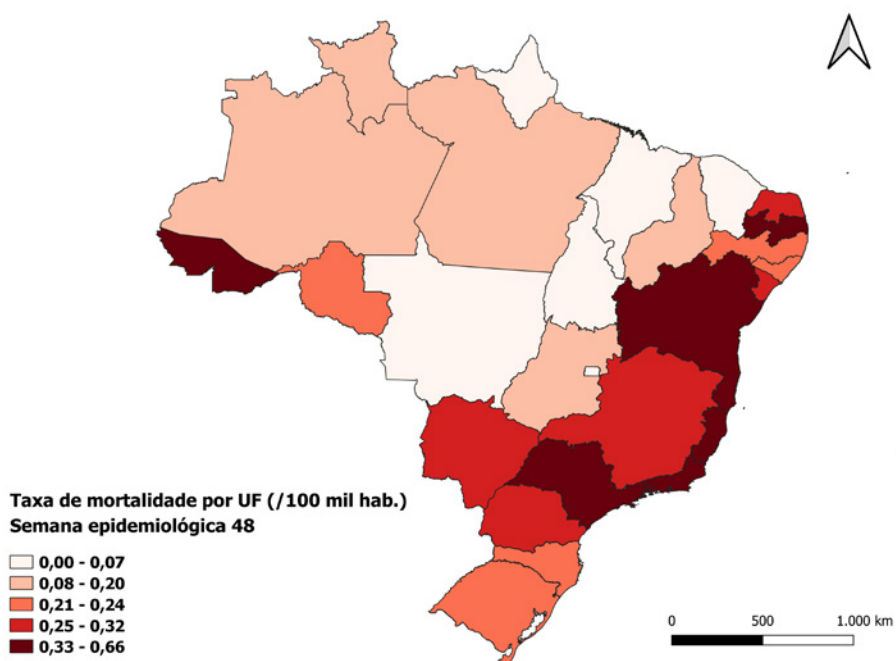 Taxa de mortalidade por UF (/100 mil hab.)
Semana epidemiológica 48
0,00 - 0,07
0,08 - 0,20
0,21 - 0,24
0,25 - 0,32
0,33 - 0,66
0 500 1.000 km